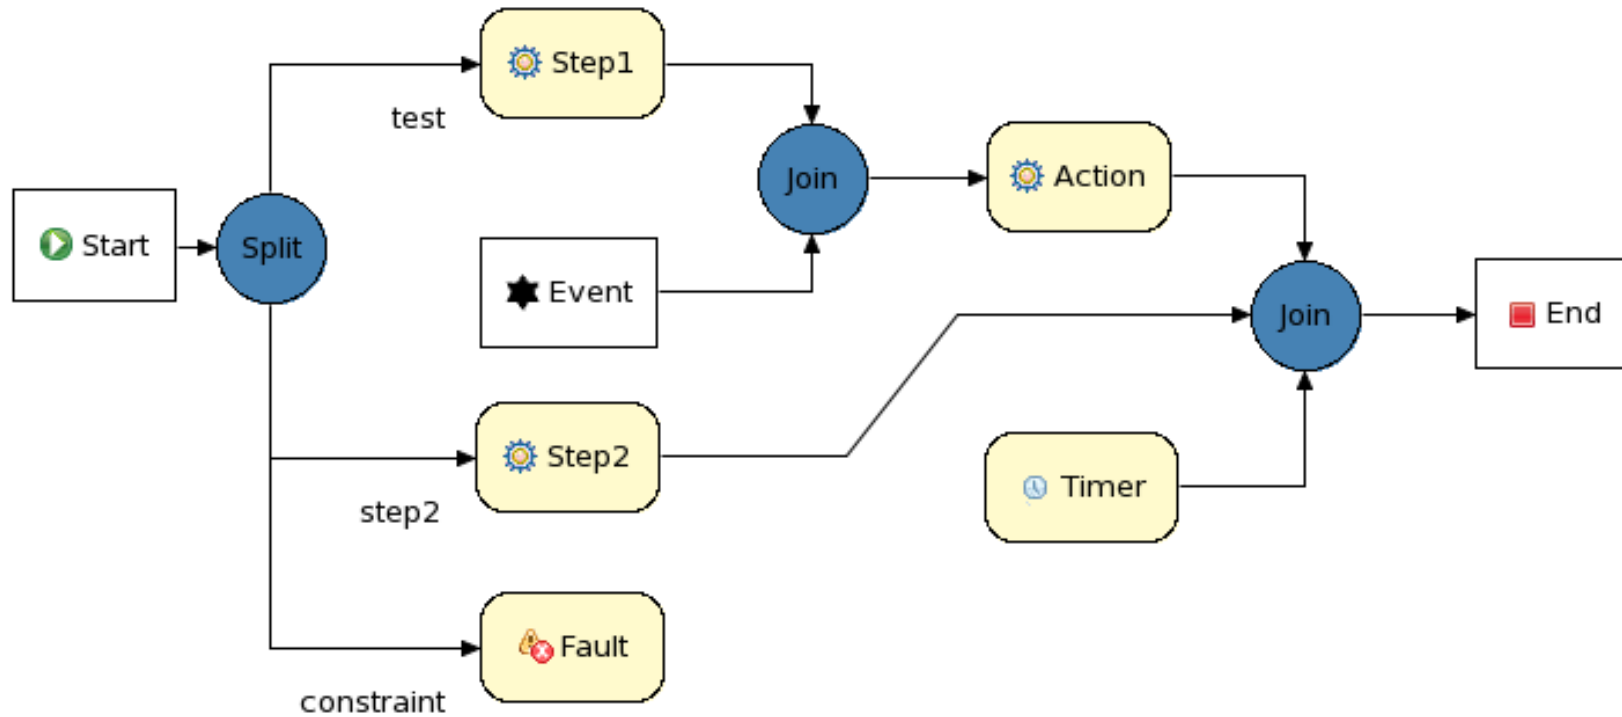 Step1
test
Join
Action
Start
Split
Event
Join
End
Step2
step2
Timer
Fault
constraint